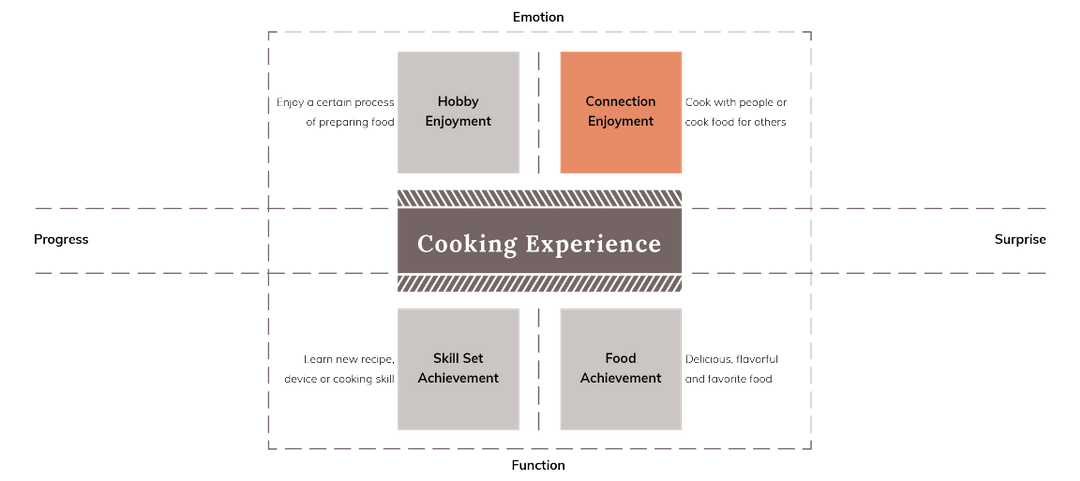 Emotion
Enjoy a certain process
of preparing food
Hobby
Enjoyment
Connection
Enjoyment
Cook with people or
cook food for others
Progress
Cooking Experience
Surprise
Learn new recipe,
device or cooking skill
Skill Set
Achievement
Food
Achievement
Delicious, flavorful
and favorite food
Function